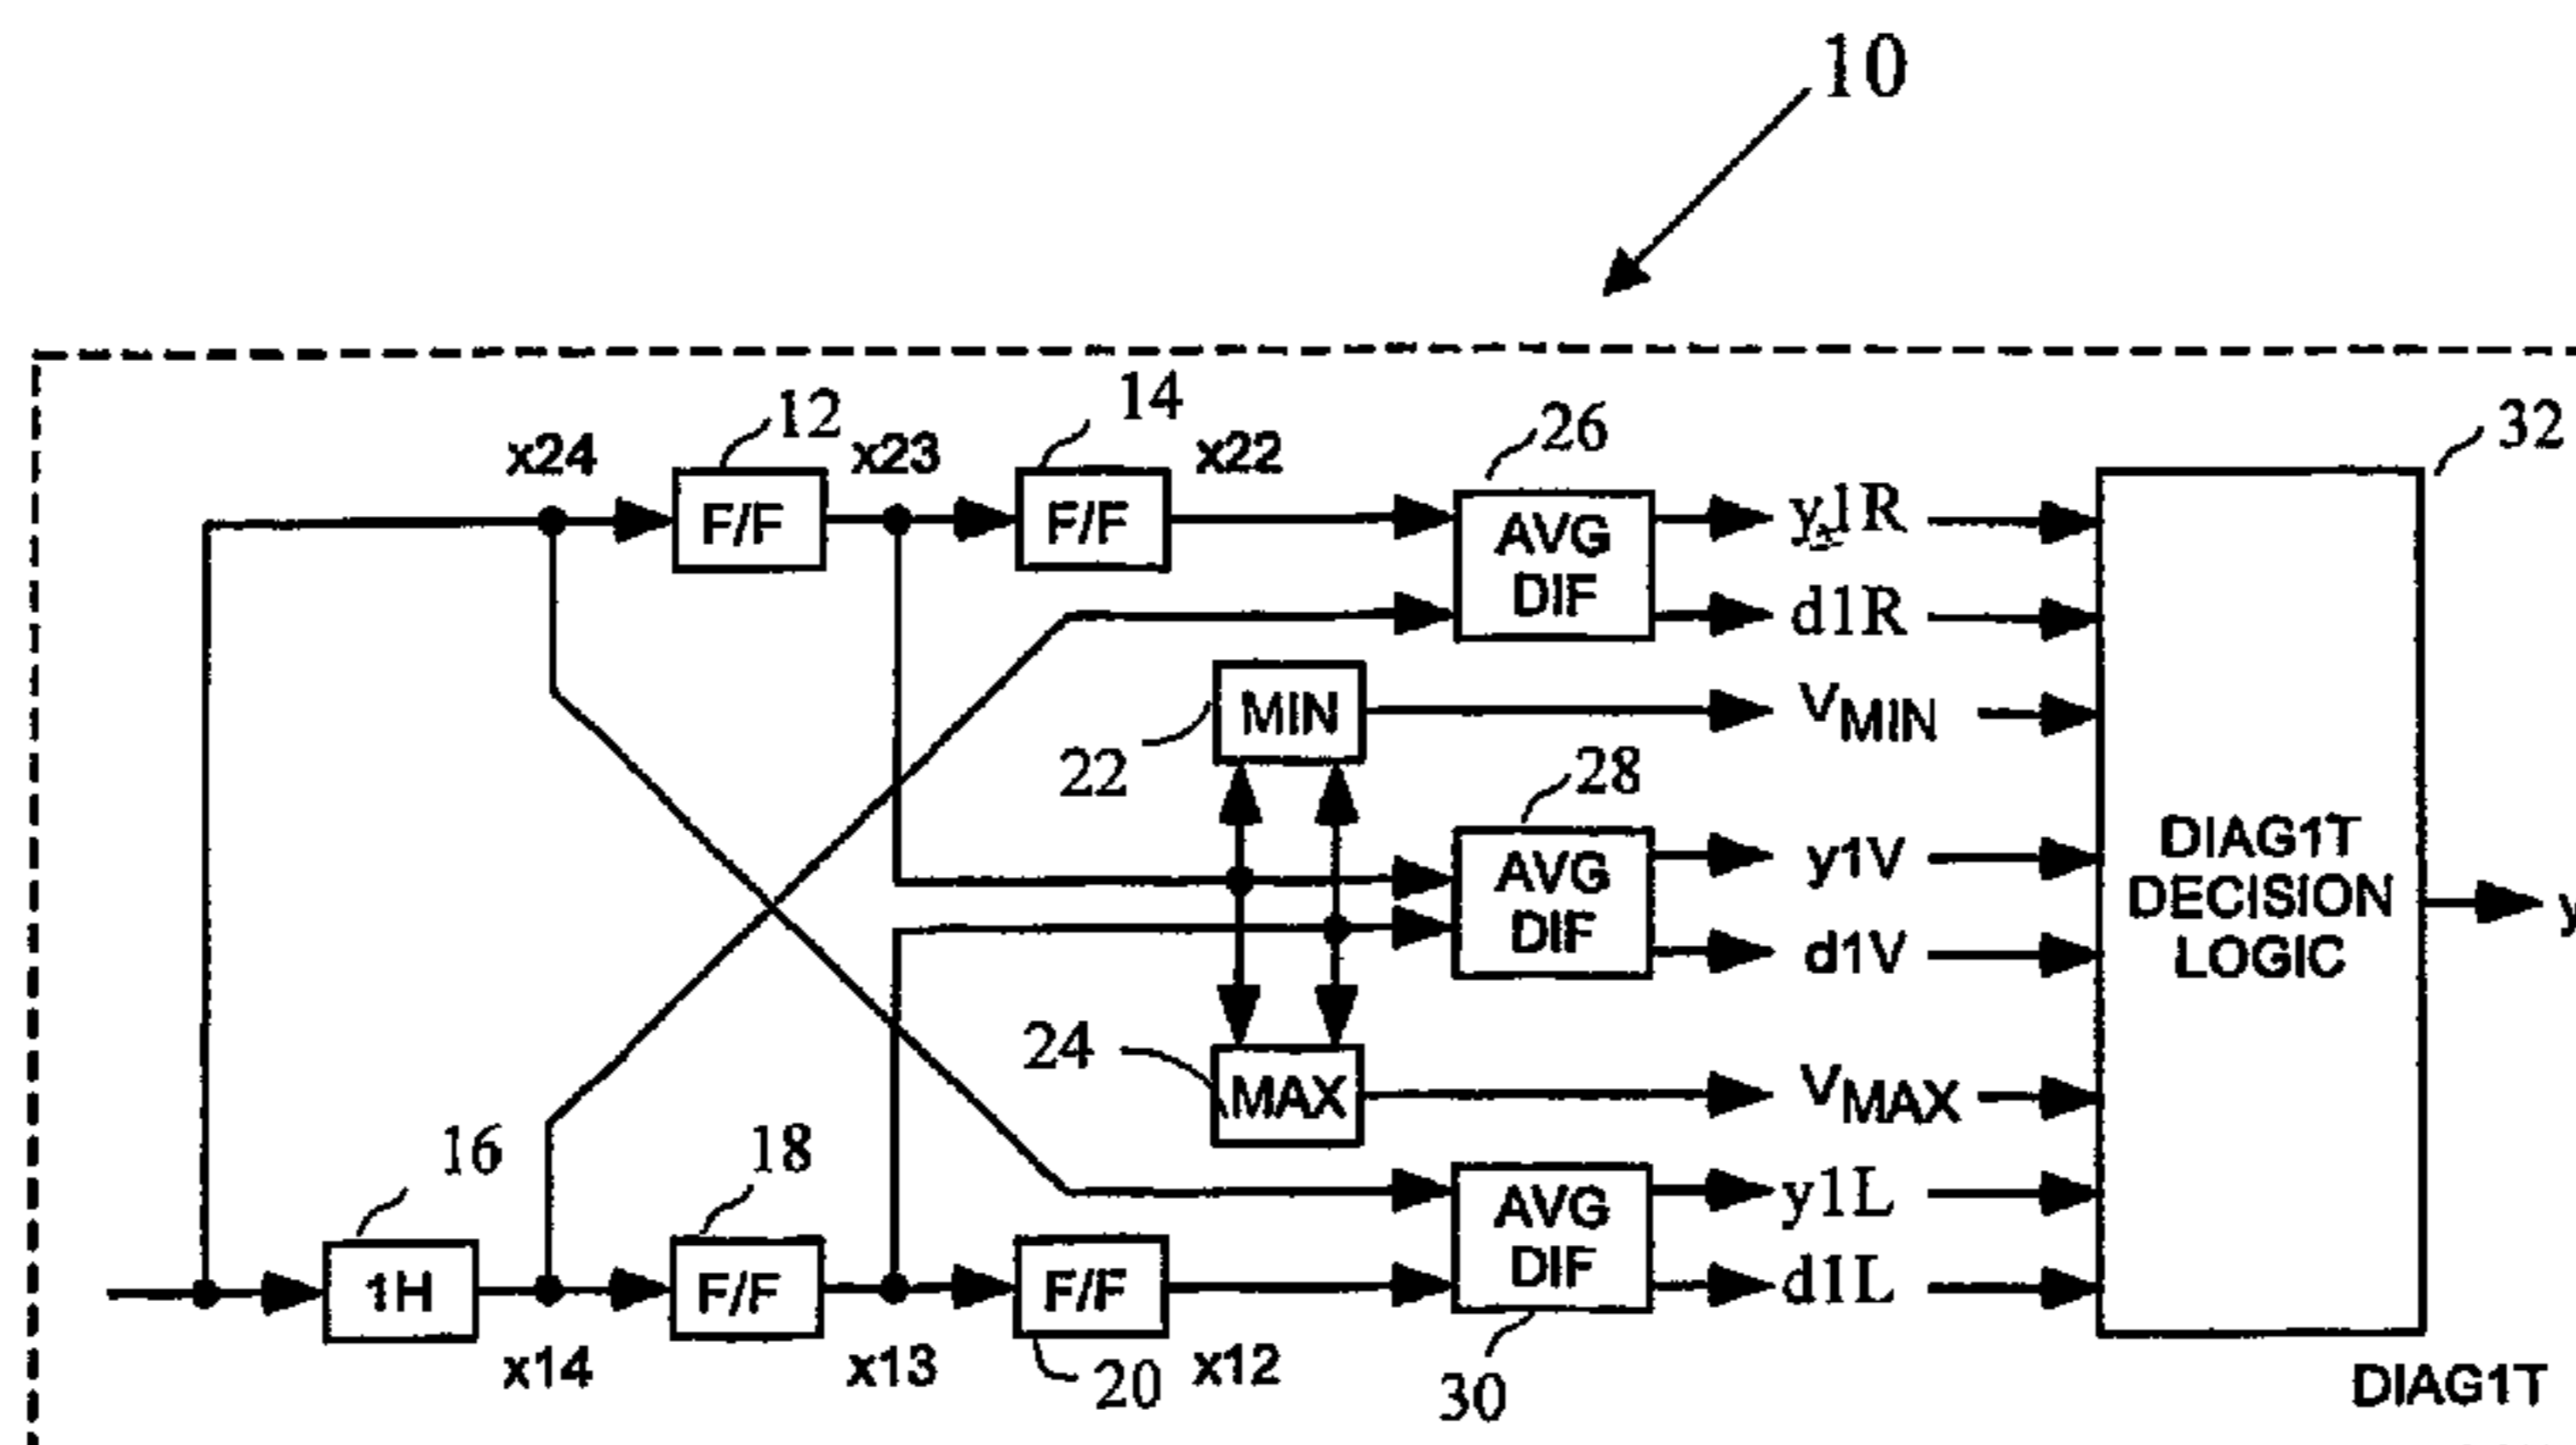 10
12
14
26
32
x24
x23
x22
F/F
F/F
AVG
DIF
y1R
d1R
MIN
VMIN
22
28
AVG
DIF
y1V
d1V
DIAG1T
DECISION
LOGIC
y
24
MAX
VMAX
16
18
AVG
DIF
y1L
d1L
1H
F/F
F/F
x14
x13
20
x12
30
DIAG1T